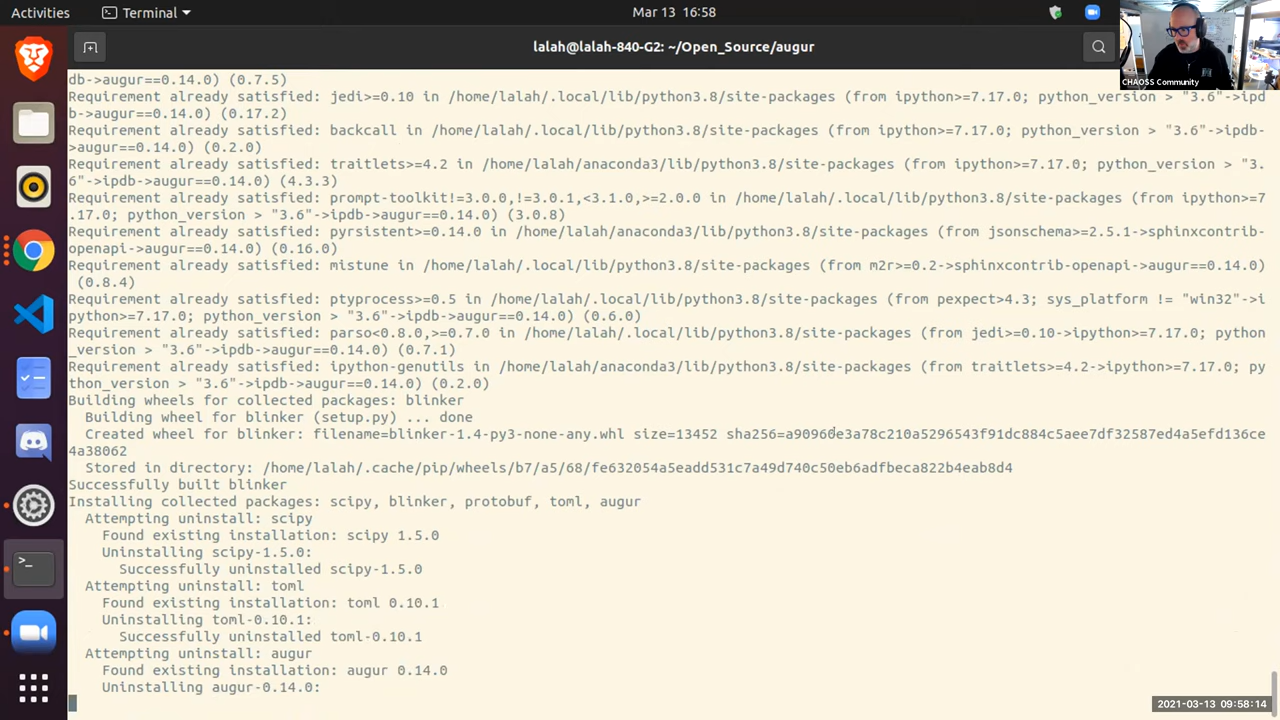 Activities
Terminal
Mar 13 16:58
lalah@lalah-840-G2: ~/Open_Source/augur
CHAOSS Community
db->augur==0.14.0) (0.7.5)
Requirement already satisfied: jedi>=0.10 in /home/lalah/.local/lib/python3.8/site-packages (from ipython>=7.17.0; python_version > "3.6"->ipd
b->augur==0.14.0) (0.17.2)
Requirement already satisfied: backcall in /home/lalah/.local/lib/python3.8/site-packages (from ipython>=7.17.0; python_version > "3.6"->ipdb-
>augur==0.14.0) (0.2.0)
Requirement already satisfied: traitlets>=4.2 in /home/lalah/anaconda3/lib/python3.8/site-packages (from ipython>=7.17.0; python_version > "3.
6"->ipdb->augur==0.14.0) (4.3.3)
Requirement already satisfied: prompt-toolkit!=3.0.0,!=3.0.1,<3.1.0,>=2.0.0 in /home/lalah/.local/lib/python3.8/site-packages (from ipython>=7
.17.0; python_version > "3.6"->ipdb->augur==0.14.0) (3.0.8)
Requirement already satisfied: pyrsistent>=0.14.0 in /home/lalah/anaconda3/lib/python3.8/site-packages (from jsonschema>=2.5.1->sphinxcontrib-
openapi->augur==0.14.0) (0.16.0)
Requirement already satisfied: mistune in /home/lalah/.local/lib/python3.8/site-packages (from m2r>=0.2->sphinxcontrib-openapi->augur==0.14.0)
(0.8.4)
Requirement already satisfied: ptyprocess>=0.5 in /home/lalah/.local/lib/python3.8/site-packages (from pexpect>4.3; sys_platform != "win32"->i
python>=7.17.0; python_version > "3.6"->ipdb->augur==0.14.0) (0.6.0)
Requirement already satisfied: parso<0.8.0,>=0.7.0 in /home/lalah/.local/lib/python3.8/site-packages (from jedi>=0.10->ipython>=7.17.0; python
_version > "3.6"->ipdb->augur==0.14.0) (0.7.1)
Requirement already satisfied: ipython-genutils in /home/lalah/anaconda3/lib/python3.8/site-packages (from traitlets>=4.2->ipython>=7.17.0; py
thon_version > "3.6"->ipdb->augur==0.14.0) (0.2.0)
Building wheels for collected packages: blinker
Building wheel for blinker (setup.py) ... done
Created wheel for blinker: filename=blinker-1.4-py3-none-any.whl size=13452 sha256=a90960e3a78c210a5296543f91dc884c5aee7df32587ed4a5efd136ce
4a38062
Stored in directory: /home/lalah/.cache/pip/wheels/b7/a5/68/fe632054a5eadd531c7a49d740c50eb6adfbeca822b4eab8d4
Successfully built blinker
Installing collected packages: scipy, blinker, protobuf, toml, augur
Attempting uninstall: scipy
Found existing installation: scipy 1.5.0
Uninstalling scipy-1.5.0:
Successfully uninstalled scipy-1.5.0
Attempting uninstall: toml
Found existing installation: toml 0.10.1
Uninstalling toml-0.10.1:
Successfully uninstalled toml-0.10.1
Attempting uninstall: augur
Found existing installation: augur 0.14.0
Uninstalling augur-0.14.0:
2021-03-13 09:58:14